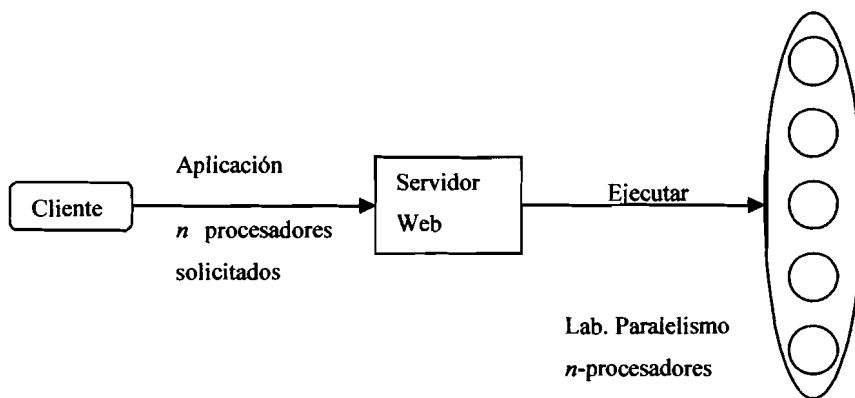 Cliente
Aplicación
n procesadores
solicitados
Servidor
Web
Ejecutar
Lab. Paralelismo
n-procesadores